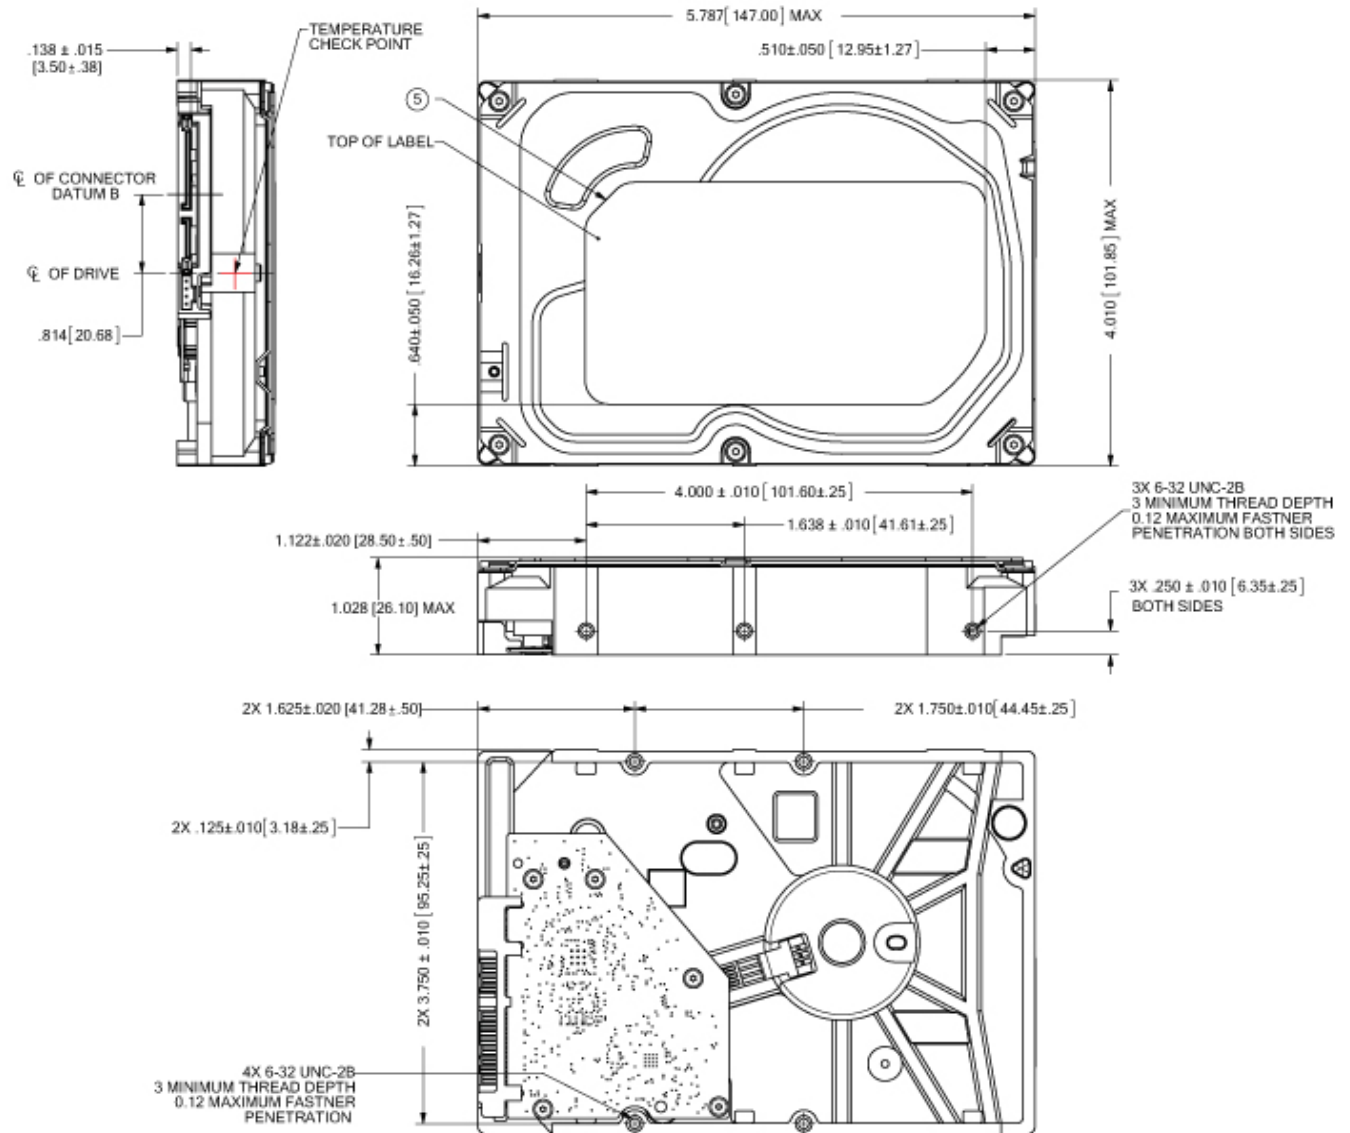 5.787[147.00] MAX
TEMPERATURE
CHECK POINT
.138 ± .015
[3.50±.38]
.510±.050 [12.95±1.27]
5
TOP OF LABEL
℄ OF CONNECTOR
DATUM B
℄ OF DRIVE
.814[20.68]
.640±.050 [16.26±1.27]
4.010 [101.85] MAX
4.000 ± .010 [101.60±.25]
1.638 ± .010 [41.61±.25]
1.122±.020 [28.50±.50]
1.028 [26.10] MAX
3X 6-32 UNC-2B
3 MINIMUM THREAD DEPTH
0.12 MAXIMUM FASTNER
PENETRATION BOTH SIDES
3X .250 ± .010 [6.35±.25]
BOTH SIDES
2X 1.625±.020 [41.28±.50]
2X 1.750±.010[44.45±.25]
2X .125±.010[3.18±.25]
2X 3.750 ± .010 [95.25±.25]
4X 6-32 UNC-2B
3 MINIMUM THREAD DEPTH
0.12 MAXIMUM FASTNER
PENETRATION